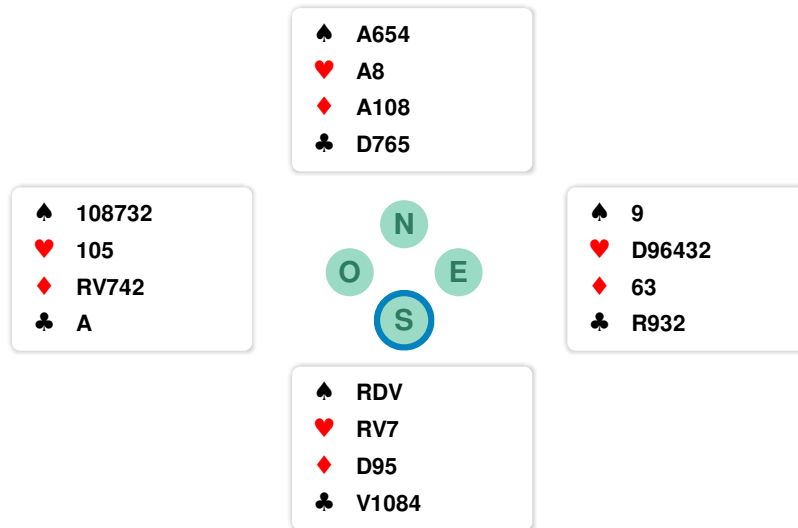 ♠ A654
♥ A8
♦ A108
♣ D765
♠ 108732
♥ 105
♦ RV742
♣ A
N
O E
S
♠ 9
♥ D96432
♦ 63
♣ R932
♠ RDV
♥ RV7
♦ D95
♣ V1084